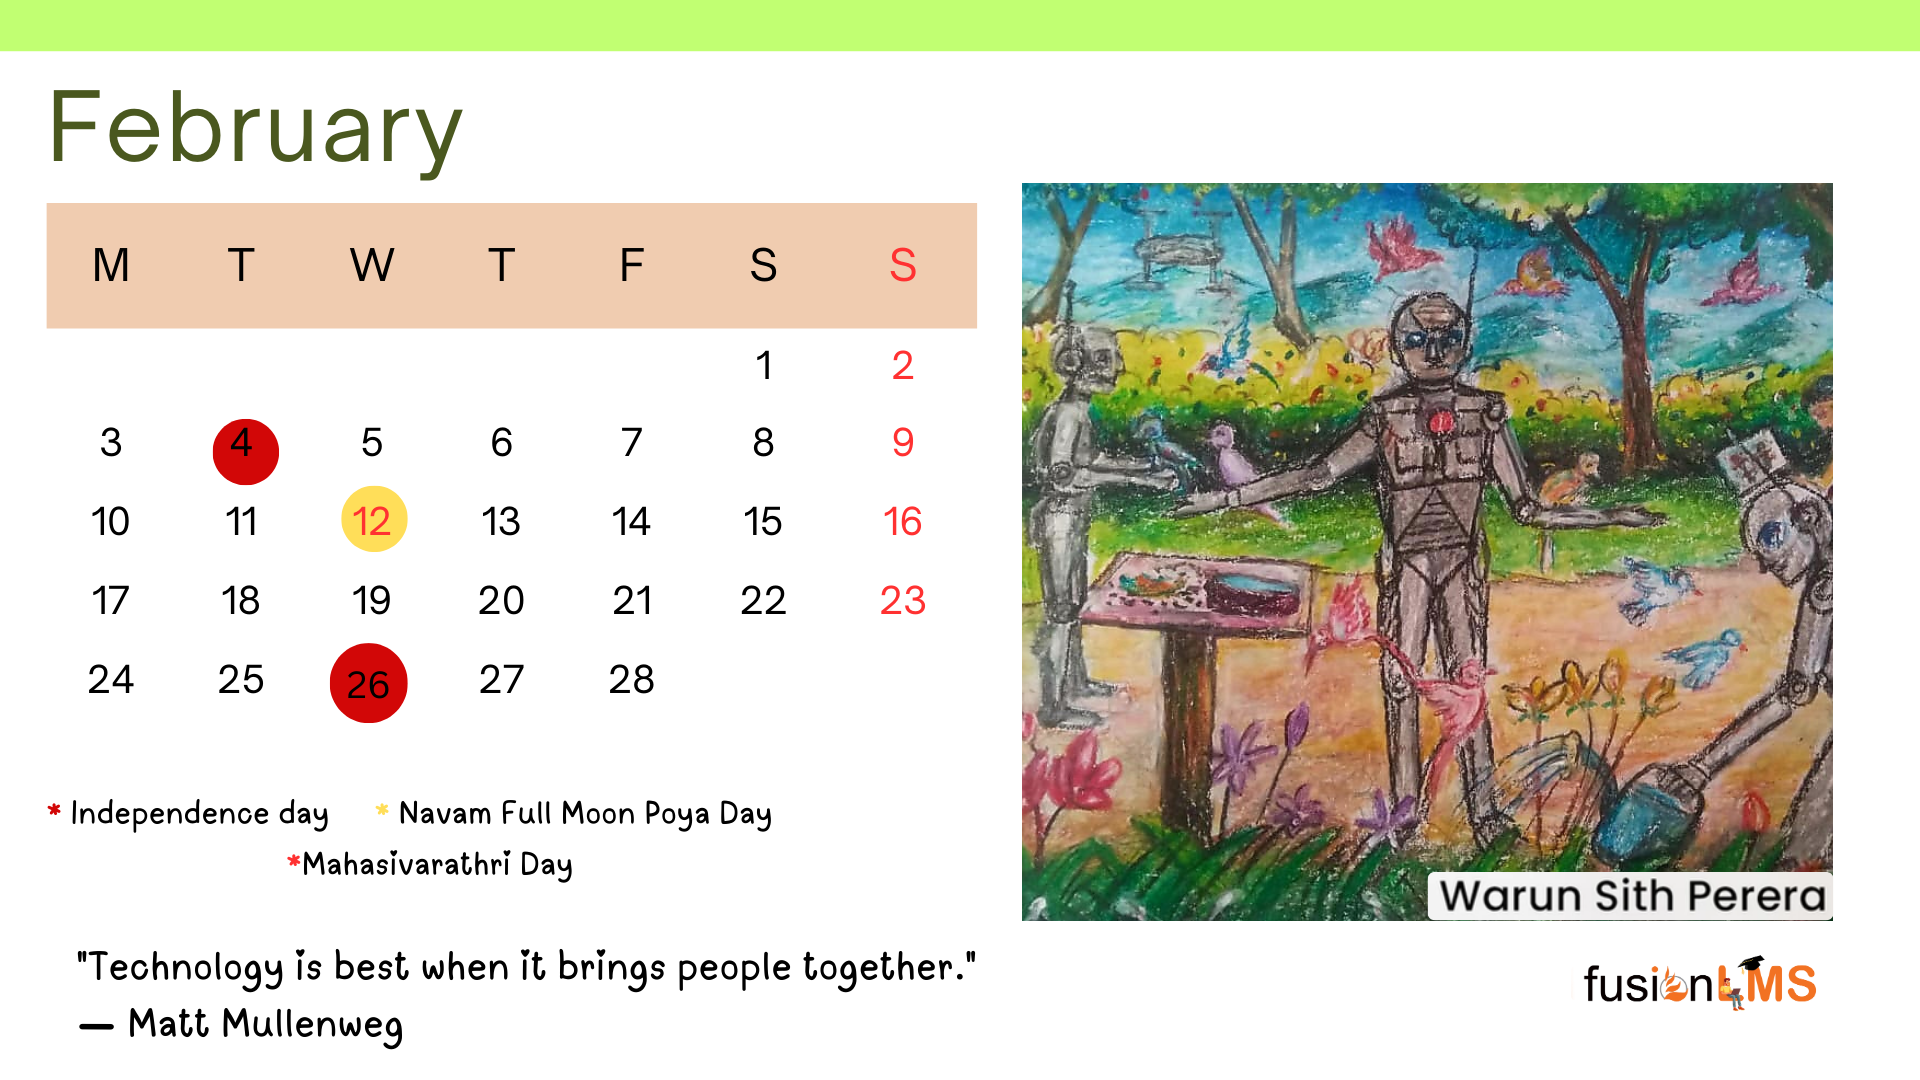 February
M T W T F S S
1 2
3 4 5 6 7 8 9
10 11 12 13 14 15 16
17 18 19 20 21 22 23
24 25 26 27 28
* Independence day * Navam Full Moon Poya Day
*Mahasivarathri Day
"Technology is best when it brings people together."
— Matt Mullenweg
Warun Sith Perera
fusionLMS